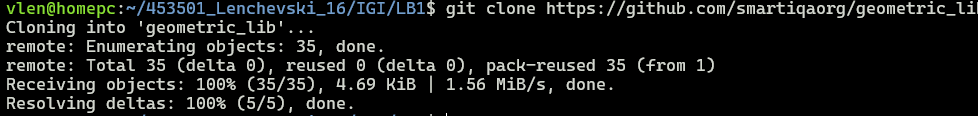 vlen@homepc:~/453501_Lenchevski_16/IGI/LB1$ git clone https://github.com/smartiqaorg/geometric_lib
Cloning into 'geometric_lib'...
remote: Enumerating objects: 35, done.
remote: Total 35 (delta 0), reused 0 (delta 0), pack-reused 35 (from 1)
Receiving objects: 100% (35/35), 4.69 KiB | 1.56 MiB/s, done.
Resolving deltas: 100% (5/5), done.